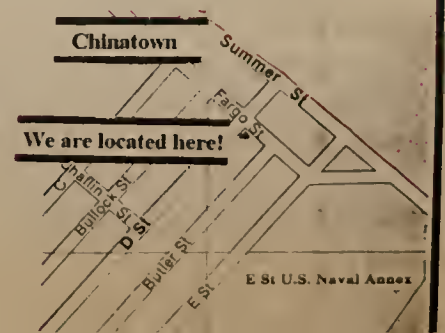 Chinatown
Summer St
Fargo St
We are located here!
C
Chaffin St
Bullock St
D St
Butler St
E St
E St U.S. Naval Annex